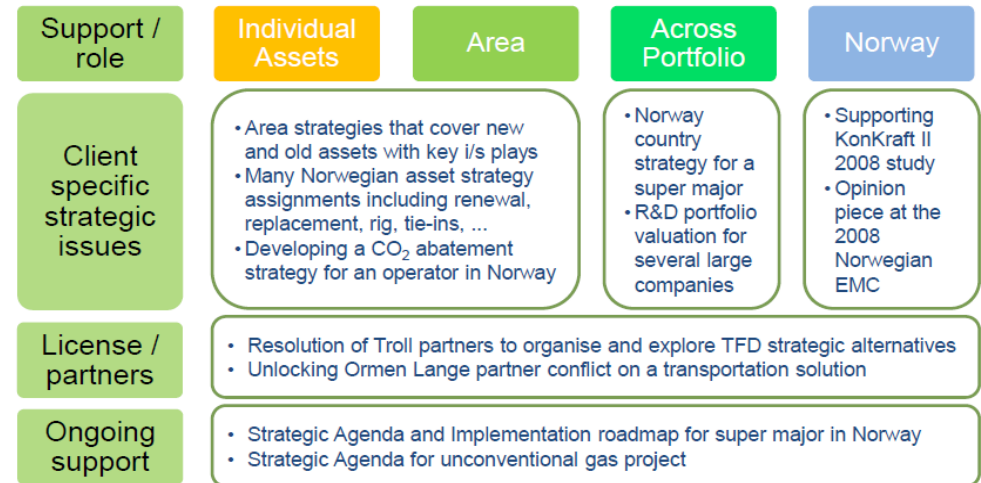 Support /
role
Individual
Assets
Area
Across
Portfolio
Norway
Client
specific
strategic
issues
• Area strategies that cover new
and old assets with key i/s plays
• Many Norwegian asset strategy
assignments including renewal,
replacement, rig, tie-ins, ...
• Developing a CO₂ abatement
strategy for an operator in Norway
• Norway
country
strategy for a
super major
• R&D portfolio
valuation for
several large
companies
• Supporting
KonKraft II
2008 study
• Opinion
piece at the
2008
Norwegian
EMC
License /
partners
• Resolution of Troll partners to organise and explore TFD strategic alternatives
• Unlocking Ormen Lange partner conflict on a transportation solution
Ongoing
support
• Strategic Agenda and Implementation roadmap for super major in Norway
• Strategic Agenda for unconventional gas project